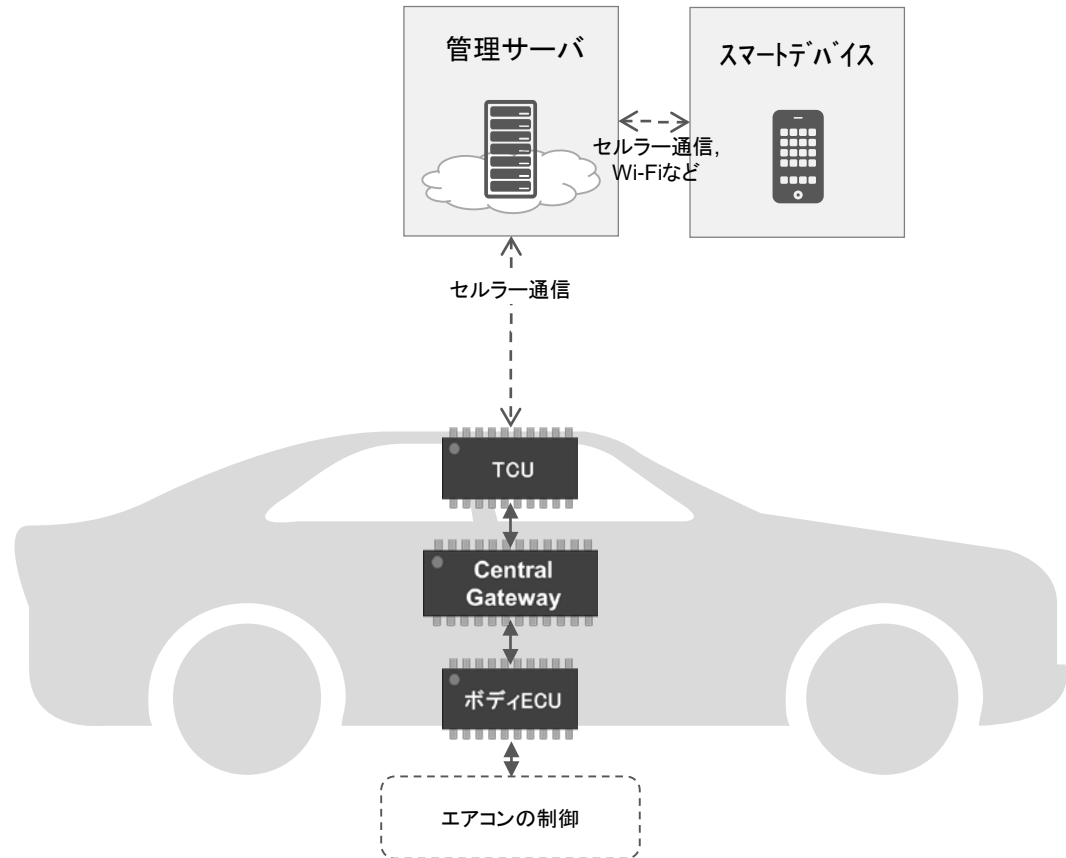 管理サーバ
スマートデバイス
セルラー通信,
Wi-Fiなど
セルラー通信
TCU
Central
Gateway
ボディECU
エアコンの制御